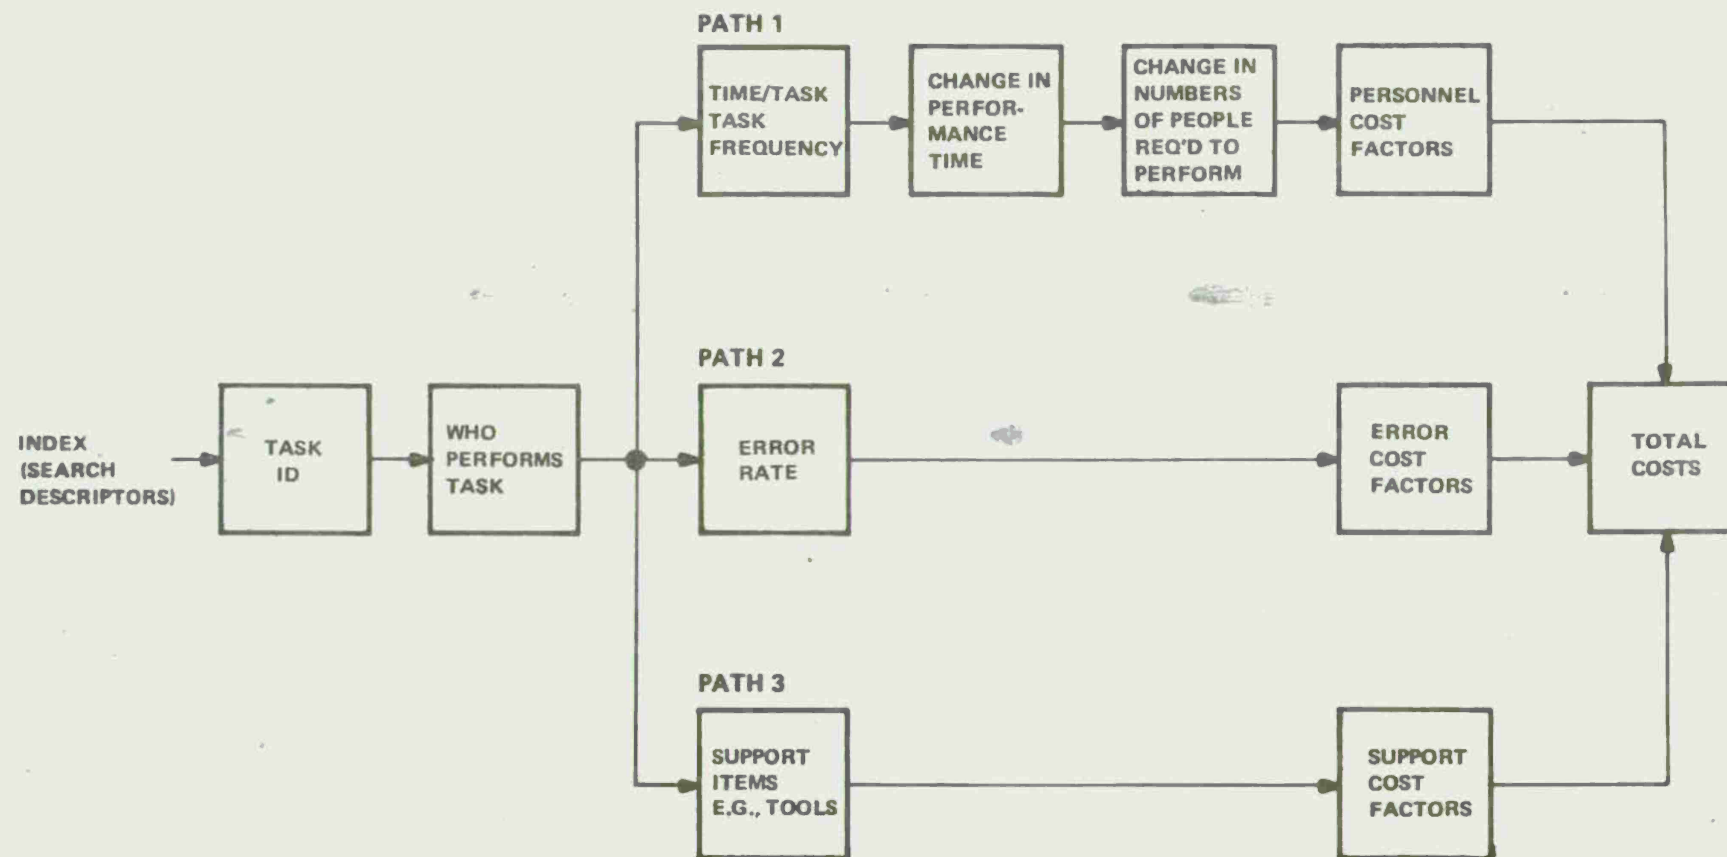 PATH 1
TIME/TASK
TASK
FREQUENCY
CHANGE IN
PERFOR-
MANCE
TIME
CHANGE IN
NUMBERS
OF PEOPLE
REQ'D TO
PERFORM
PERSONNEL
COST
FACTORS
INDEX
(SEARCH
DESCRIPTORS)
TASK
ID
WHO
PERFORMS
TASK
PATH 2
ERROR
RATE
ERROR
COST
FACTORS
TOTAL
COSTS
PATH 3
SUPPORT
ITEMS
E.G., TOOLS
SUPPORT
COST
FACTORS